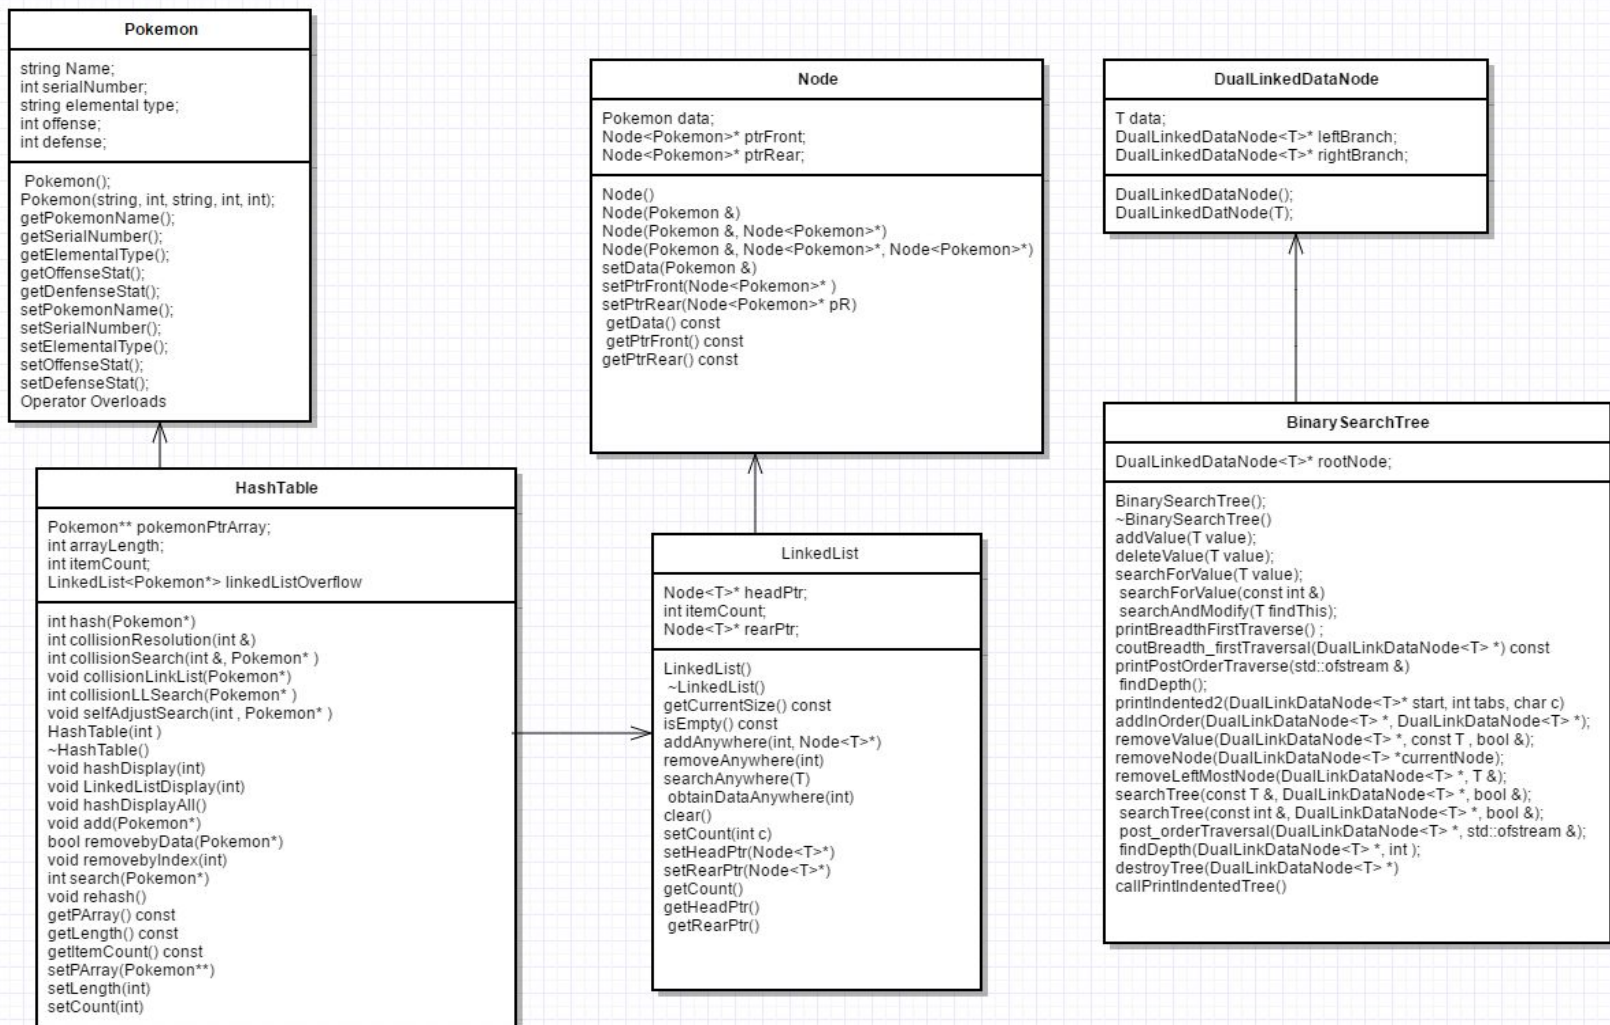 Pokemon
string Name;
int serialNumber;
string elemental type;
int offense;
int defense;
Pokemon();
Pokemon(string, int, string, int, int);
getPokemonName();
getSerialNumber();
getElementalType();
getOffenseStat();
getDenfenseStat();
setPokemonName();
setSerialNumber();
setElementalType();
setOffenseStat();
setDefenseStat();
Operator Overloads
HashTable
Pokemon** pokemonPtrArray;
int arrayLength;
int itemCount;
LinkedList<Pokemon*> linkedListOverflow
int hash(Pokemon*)
int collisionResolution(int &)
int collisionSearch(int &, Pokemon* )
void collisionLinkList(Pokemon*)
int collisionLLSearch(Pokemon* )
void selfAdjustSearch(int , Pokemon* )
HashTable(int )
~HashTable()
void hashDisplay(int)
void LinkedListDisplay(int)
void hashDisplayAll()
void add(Pokemon*)
bool removebyData(Pokemon*)
void removebyIndex(int)
int search(Pokemon*)
void rehash()
getPArray() const
getLength() const
getItemCount() const
setPArray(Pokemon**)
setLength(int)
setCount(int)
Node
Pokemon data;
Node<Pokemon>* ptrFront;
Node<Pokemon>* ptrRear;
Node()
Node(Pokemon &)
Node(Pokemon &, Node<Pokemon>*)
Node(Pokemon &, Node<Pokemon>*, Node<Pokemon>*)
setData(Pokemon &)
setPtrFront(Node<Pokemon>* )
setPtrRear(Node<Pokemon>* pR)
getData() const
getPtrFront() const
getPtrRear() const
LinkedList
Node<T>* headPtr;
int itemCount;
Node<T>* rearPtr;
LinkedList()
~LinkedList()
getCurrentSize() const
isEmpty() const
addAnywhere(int, Node<T>*)
removeAnywhere(int)
searchAnywhere(T)
obtainDataAnywhere(int)
clear()
setCount(int c)
setHeadPtr(Node<T>*)
setRearPtr(Node<T>*)
getCount()
getHeadPtr()
getRearPtr()
DualLinkedDataNode
T data;
DualLinkedDataNode<T>* leftBranch;
DualLinkedDataNode<T>* rightBranch;
DualLinkedDataNode();
DualLinkedDatNode(T);
BinarySearchTree
DualLinkedDataNode<T>* rootNode;
BinarySearchTree();
~BinarySearchTree()
addValue(T value);
deleteValue(T value);
searchForValue(T value);
searchForValue(const int &)
searchAndModify(T findThis);
printBreadthFirstTraverse() ;
coutBreadth_firstTraversal(DualLinkDataNode<T> *) const
printPostOrderTraverse(std::ofstream &)
findDepth();
printIndented2(DualLinkDataNode<T>* start, int tabs, char c)
addInOrder(DualLinkDataNode<T> *, DualLinkDataNode<T> *);
removeValue(DualLinkDataNode<T> *, const T , bool &);
removeNode(DualLinkDataNode<T> *currentNode);
removeLeftMostNode(DualLinkDataNode<T> *, T &);
searchTree(const T &, DualLinkDataNode<T> *, bool &);
searchTree(const int &, DualLinkDataNode<T> *, bool &);
post_orderTraversal(DualLinkDataNode<T> *, std::ofstream &);
findDepth(DualLinkDataNode<T> *, int );
destroyTree(DualLinkDataNode<T> *)
callPrintIndentedTree()